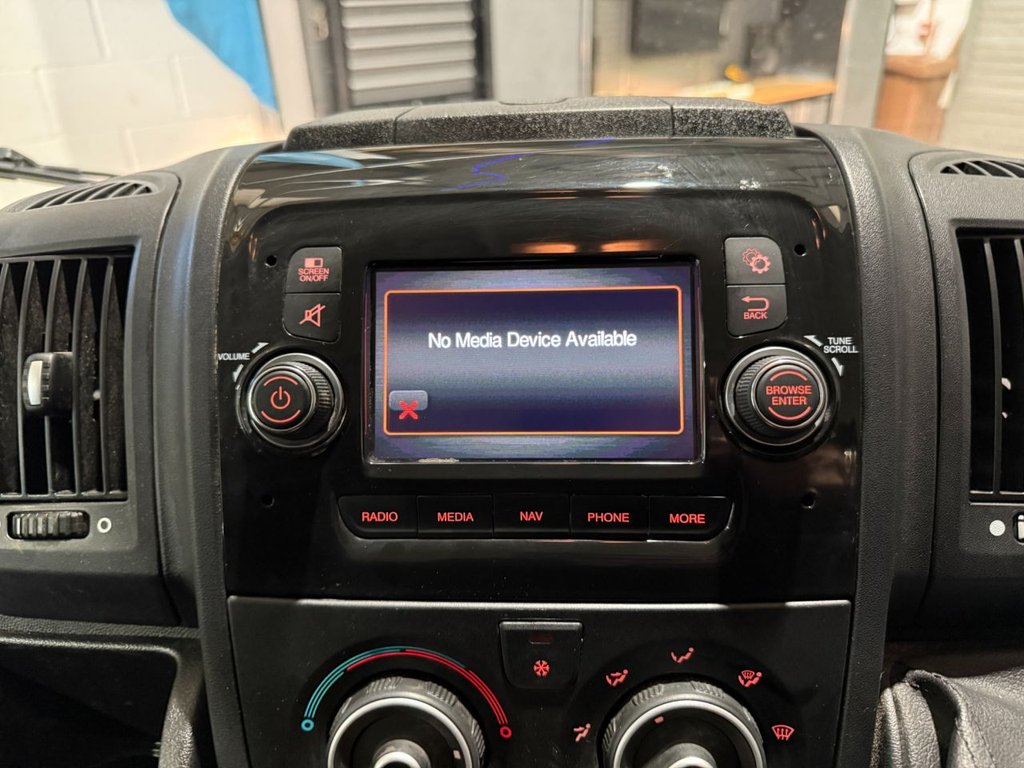 SCREEN
ON/OFF
BACK
VOLUME
TUNE
SCROLL
No Media Device Available
BROWSE
ENTER
RADIO
MEDIA
NAV
PHONE
MORE